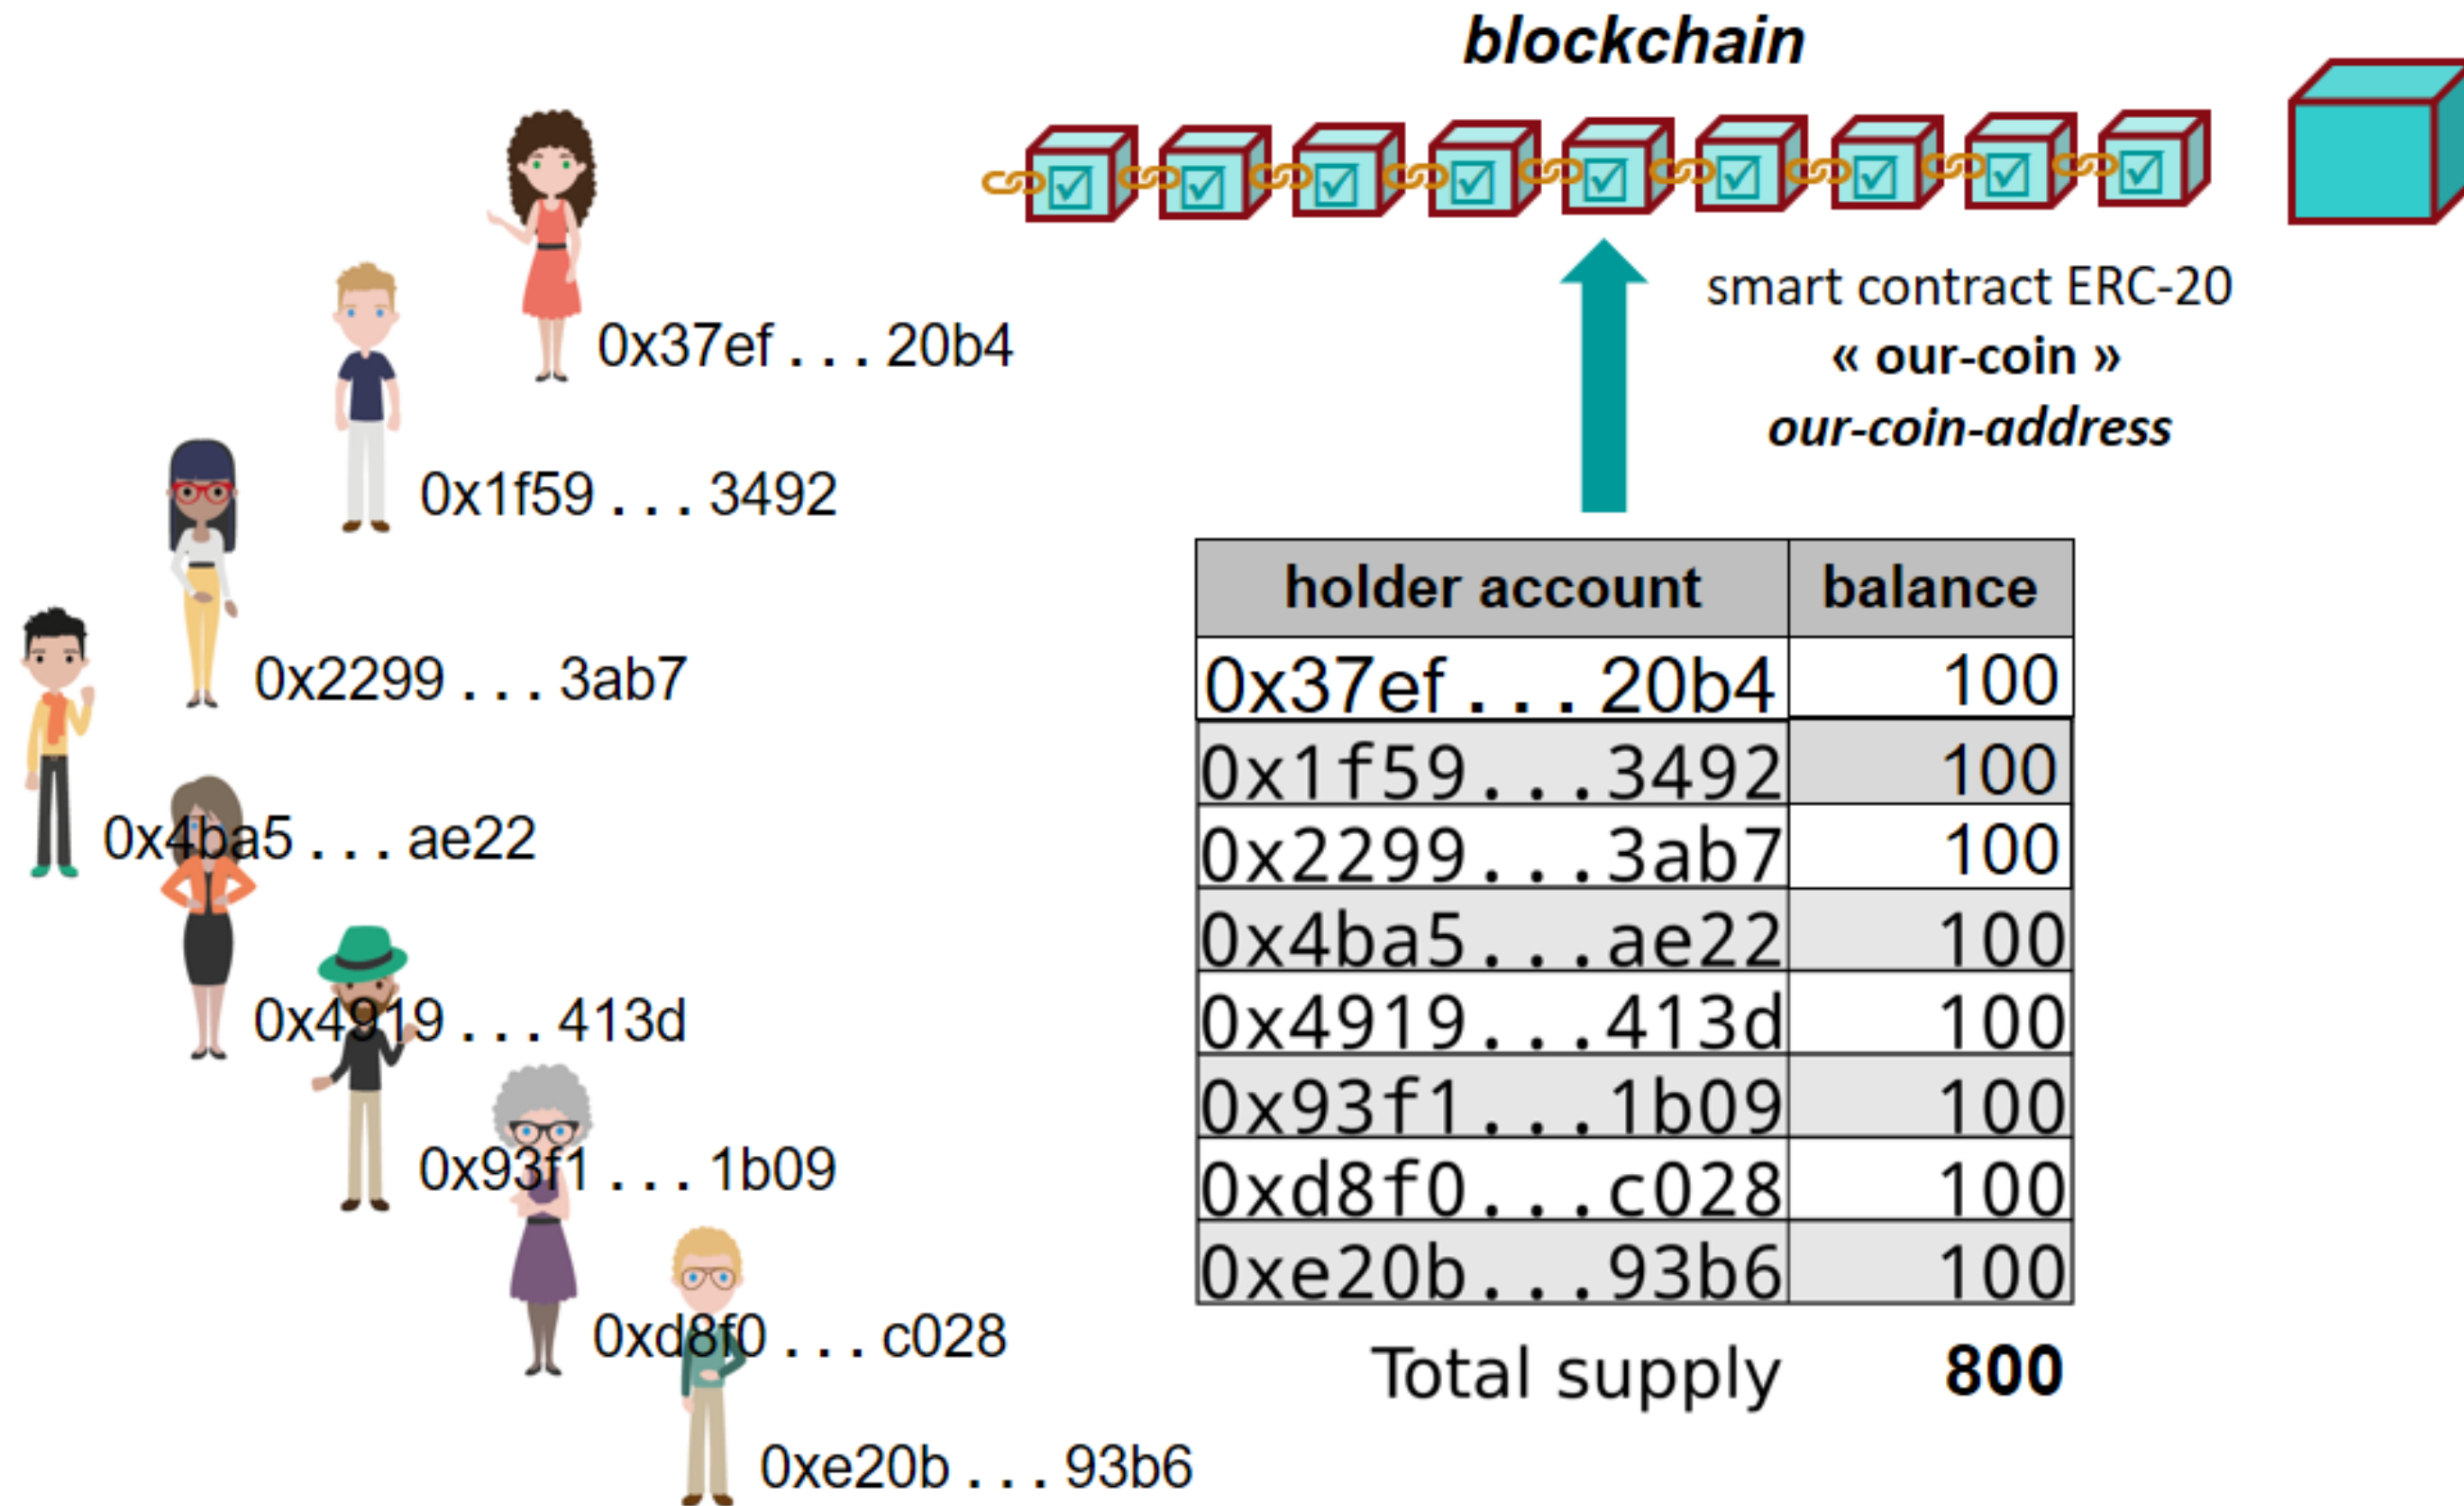 blockchain
smart contract ERC-20
« our-coin »
our-coin-address
0x37ef . . . 20b4
0x1f59 . . . 3492
0x2299 . . . 3ab7
0x4ba5 . . . ae22
0x4919 . . . 413d
0x93f1 . . . 1b09
0xd8f0 . . . c028
0xe20b . . . 93b6
holder account balance
0x37ef . . . 20b4 100
0x1f59...3492 100
0x2299...3ab7 100
0x4ba5...ae22 100
0x4919...413d 100
0x93f1...1b09 100
0xd8f0...c028 100
0xe20b...93b6 100
Total supply 800